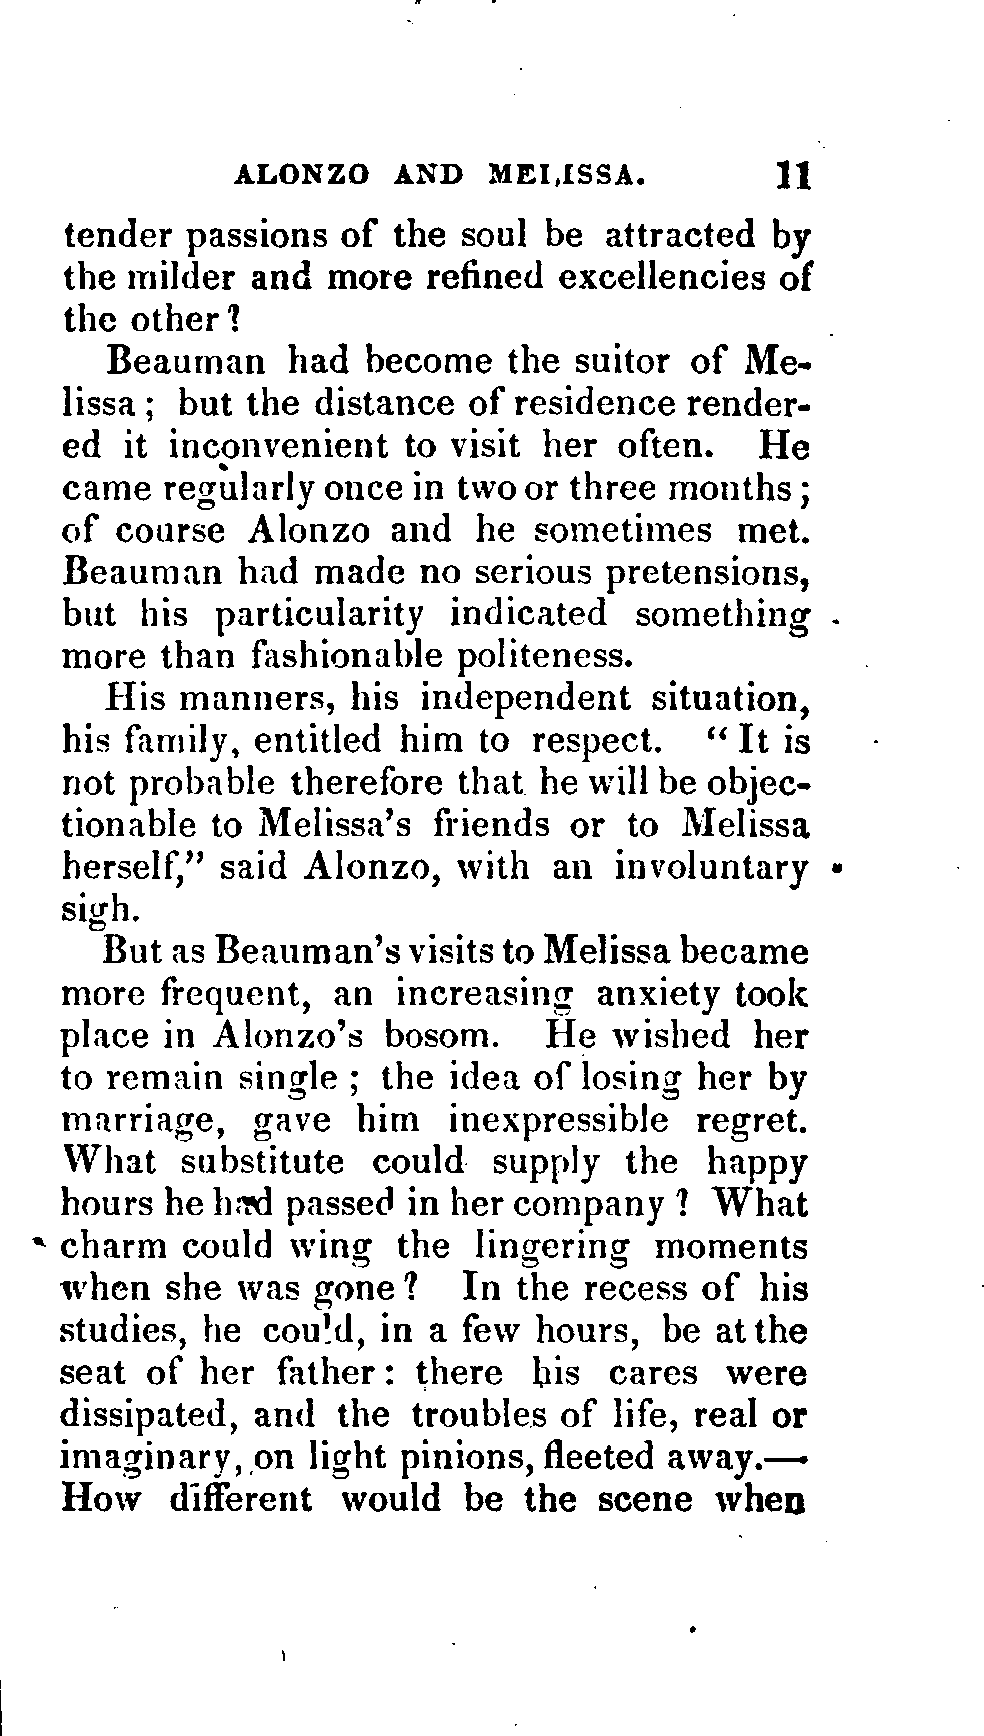 ALONZO AND MELISSA. 11
tender passions of the soul be attracted by
the milder and more refined excellencies of
the other?
Beauman had become the suitor of Me-
lissa; but the distance of residence render-
ed it inconvenient to visit her often. He
came regularly once in two or three months;
of course Alonzo and he sometimes met.
Beauman had made no serious pretensions,
but his particularity indicated something
more than fashionable politeness.
His manners, his independent situation,
his family, entitled him to respect. "It is
not probable therefore that he will be objec-
tionable to Melissa's friends or to Melissa
herself," said Alonzo, with an involuntary
sigh.
But as Beauman's visits to Melissa became
more frequent, an increasing anxiety took
place in Alonzo's bosom. He wished her
to remain single; the idea of losing her by
marriage, gave him inexpressible regret.
What substitute could supply the happy
hours he had passed in her company? What
charm could wing the lingering moments
when she was gone? In the recess of his
studies, he could, in a few hours, be at the
seat of her father: there his cares were
dissipated, and the troubles of life, real or
imaginary, on light pinions, fleeted away.—
How different would be the scene when